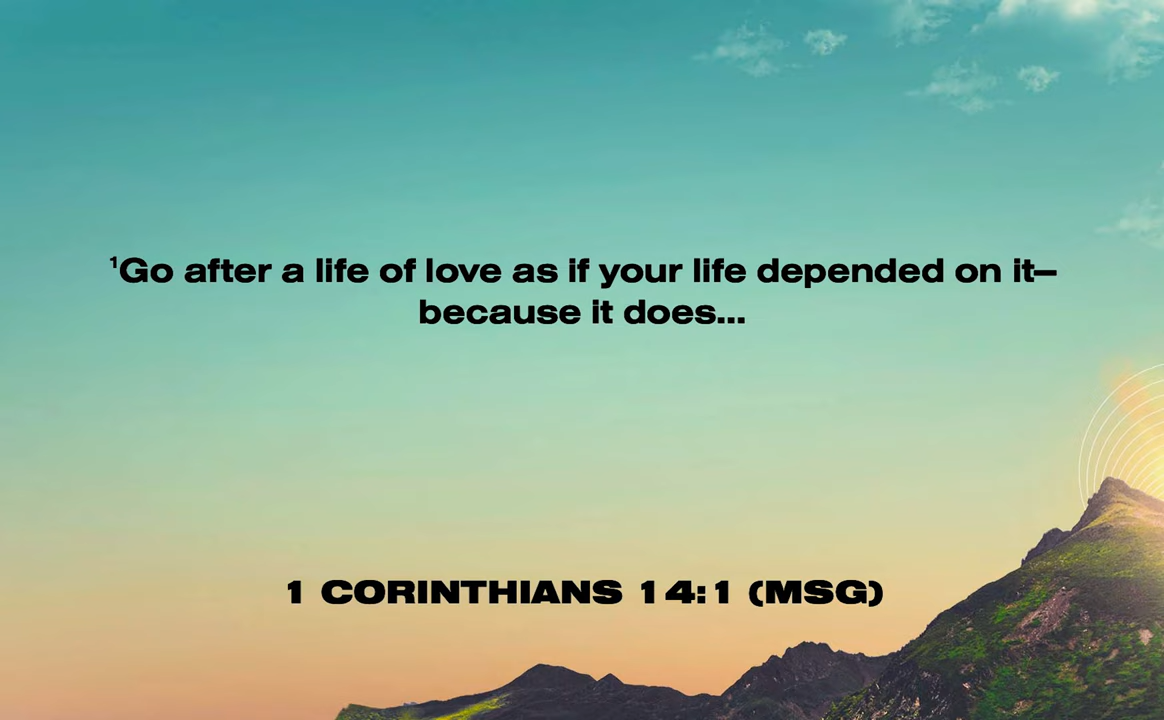 ¹Go after a life of love as if your life depended on it–
because it does...
1 CORINTHIANS 14:1 (MSG)